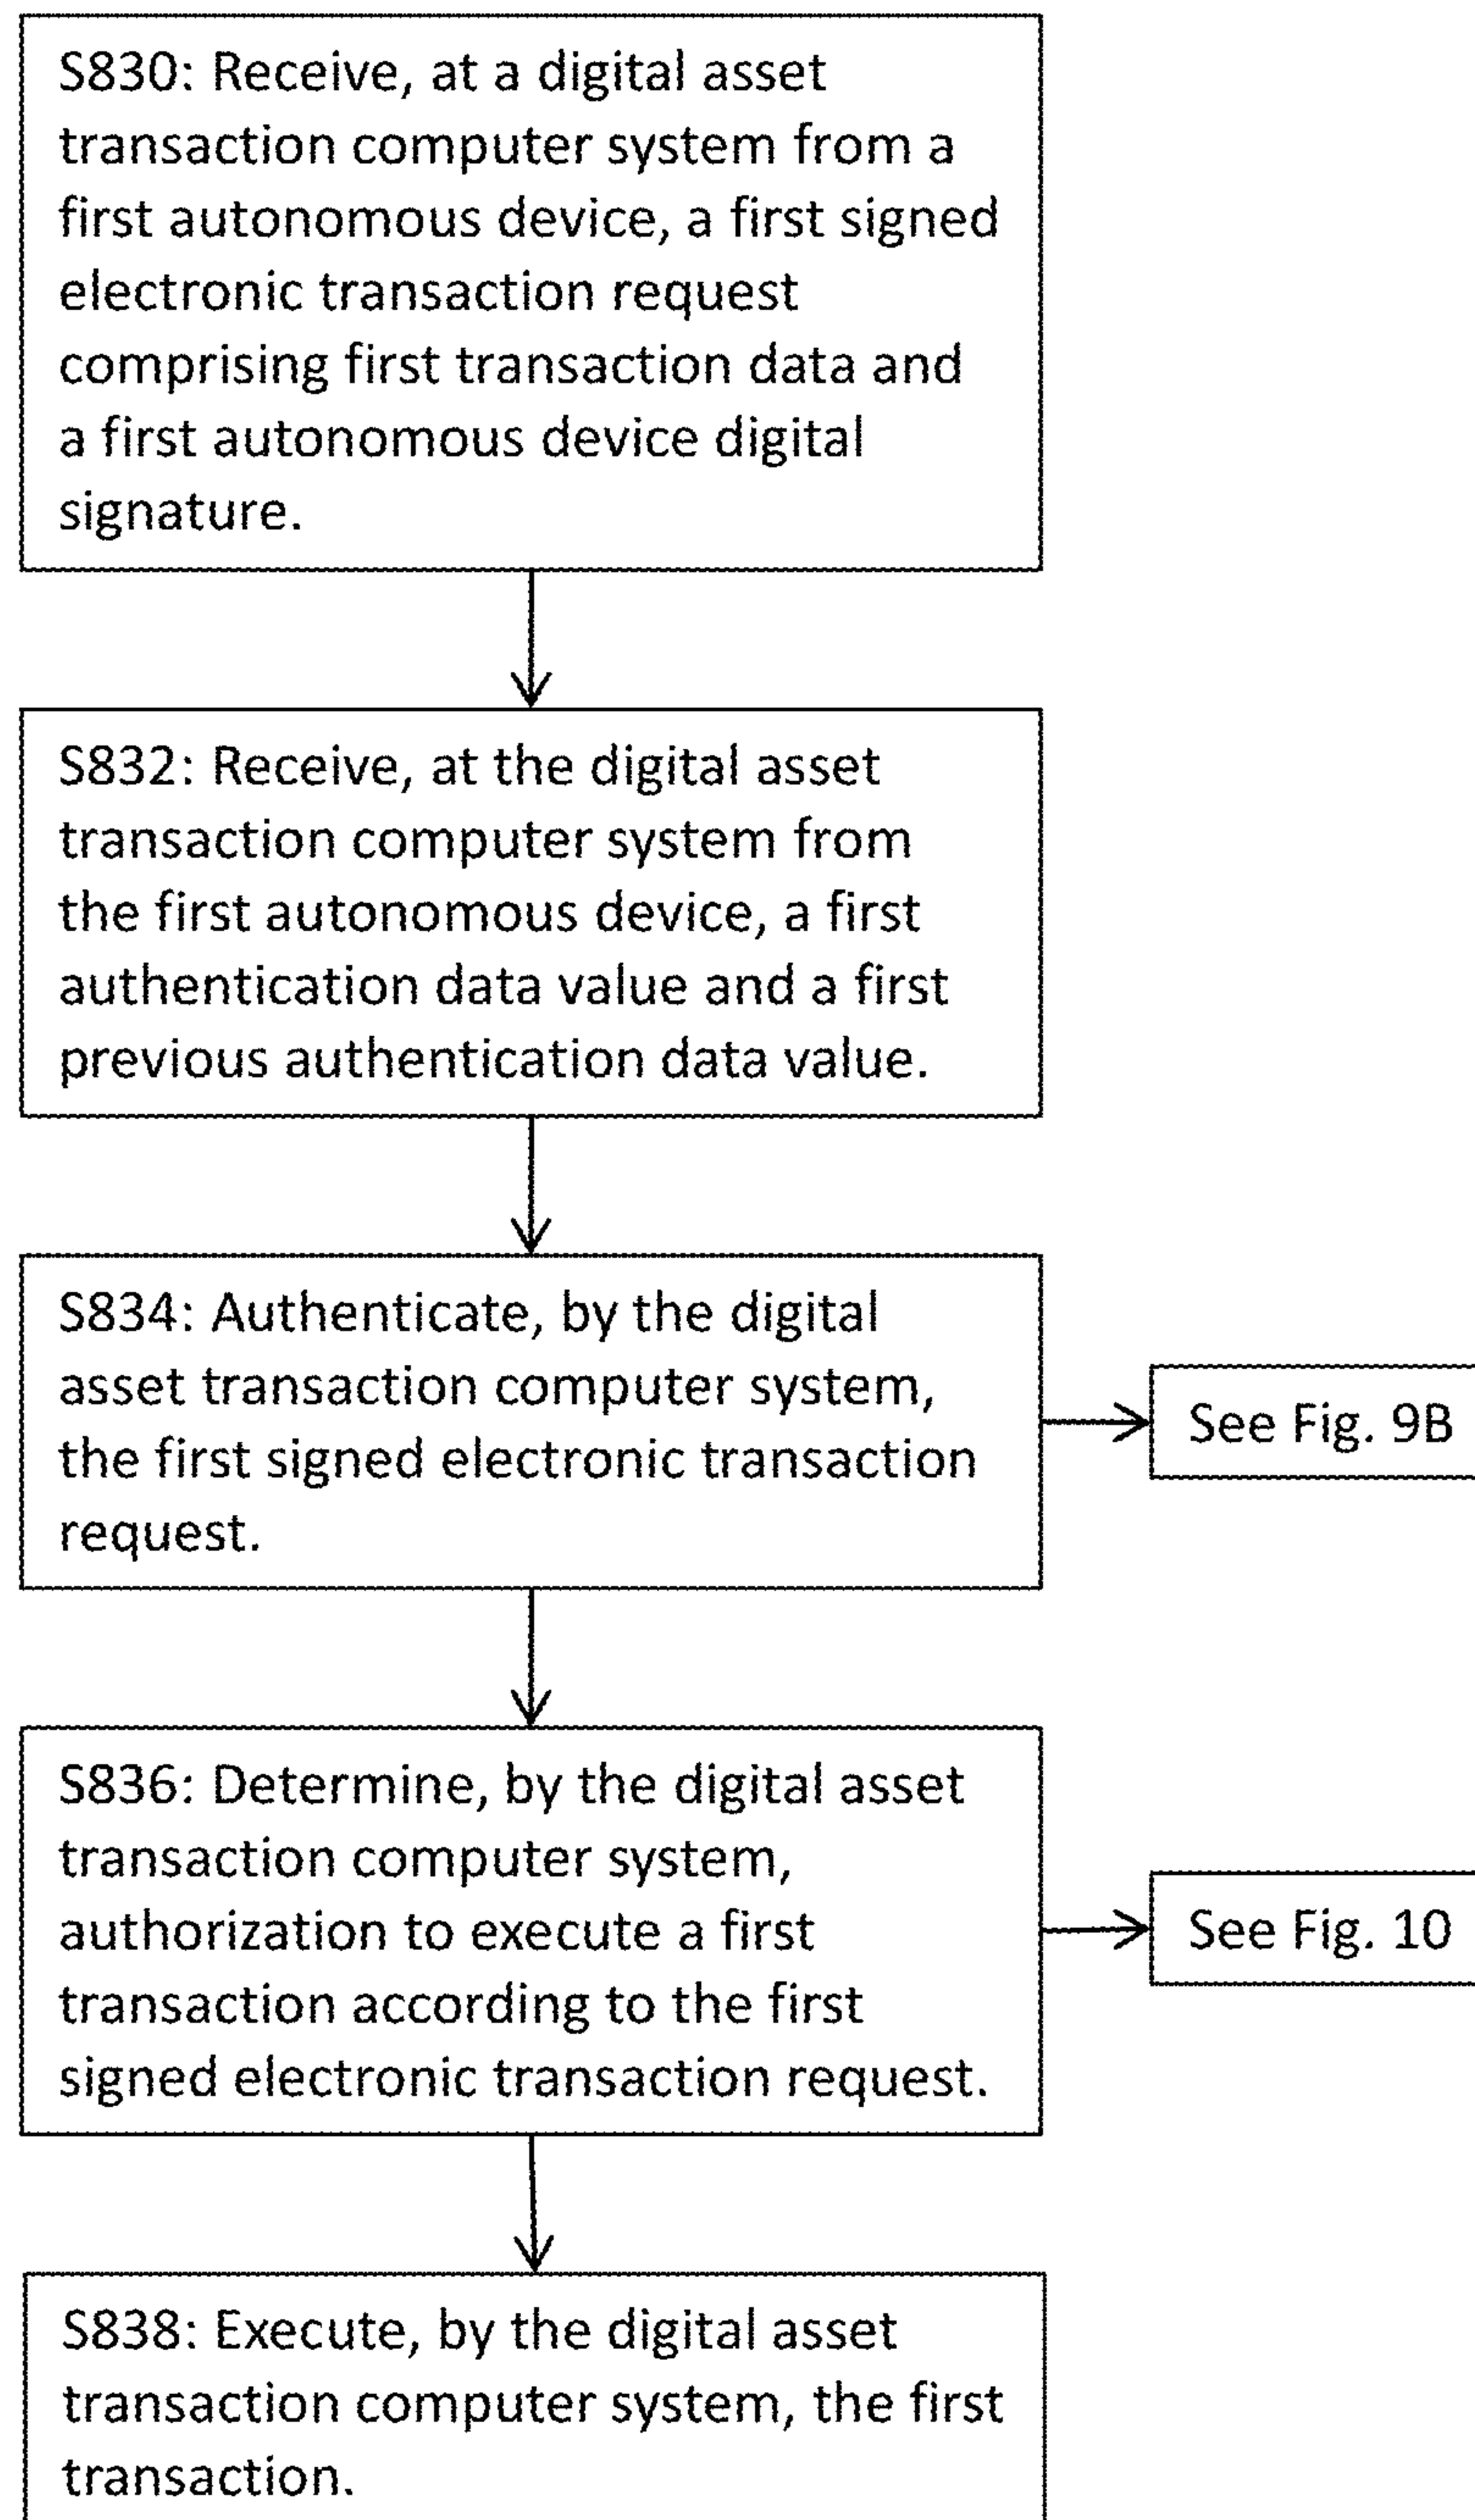 S830: Receive, at a digital asset
transaction computer system from a
first autonomous device, a first signed
electronic transaction request
comprising first transaction data and
a first autonomous device digital
signature.
S832: Receive, at the digital asset
transaction computer system from
the first autonomous device, a first
authentication data value and a first
previous authentication data value.
S834: Authenticate, by the digital
asset transaction computer system,
the first signed electronic transaction
request.
See Fig. 9B
S836: Determine, by the digital asset
transaction computer system,
authorization to execute a first
transaction according to the first
signed electronic transaction request.
See Fig. 10
S838: Execute, by the digital asset
transaction computer system, the first
transaction.